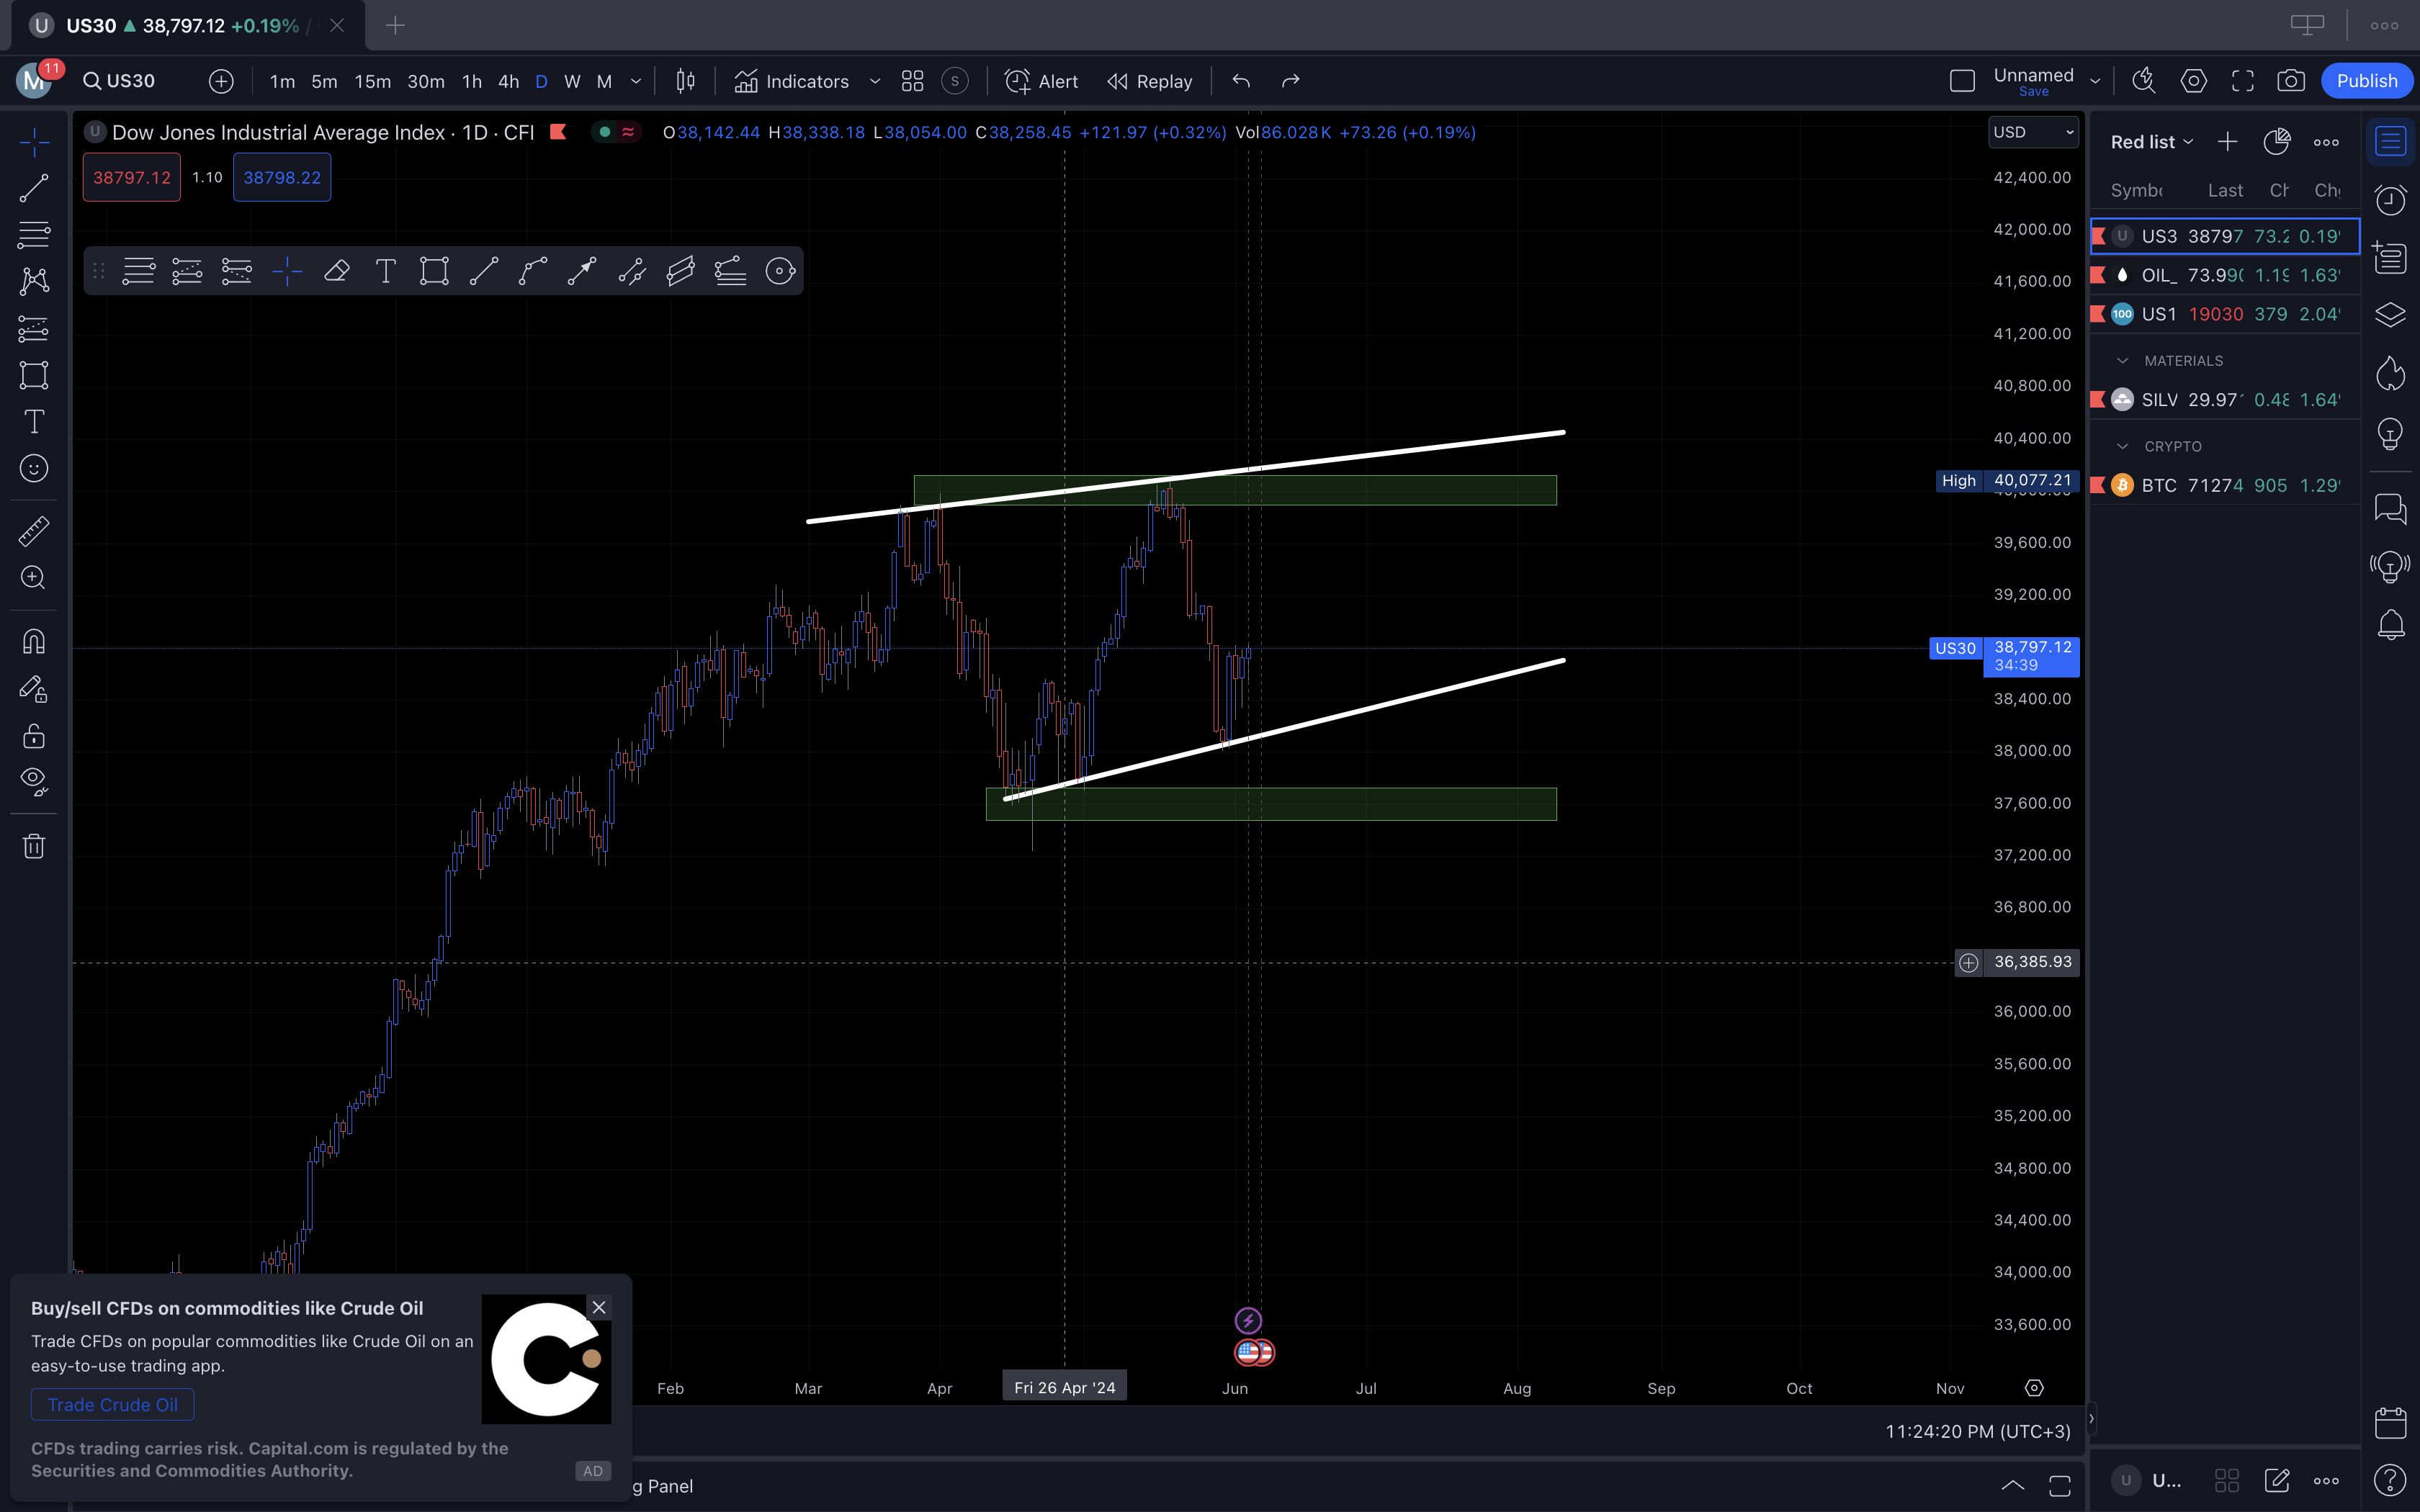 U US30 ▲ 38,797.12 +0.19% /
M 11 US30 1m 5m 15m 30m 1h 4h D W M Indicators S Alert Replay Unnamed Save Publish
U Dow Jones Industrial Average Index · 1D · CFI O38,142.44 H38,338.18 L38,054.00 C38,258.45 +121.97 (+0.32%) Vol86.028K +73.26 (+0.19%)
38797.12 1.10 38798.22
USD
42,400.00
42,000.00
41,600.00
41,200.00
40,800.00
40,400.00
High 40,077.21
39,600.00
39,200.00
US30 38,797.12
34:39
38,400.00
38,000.00
37,600.00
37,200.00
36,800.00
36,385.93
36,000.00
35,600.00
35,200.00
34,800.00
34,400.00
34,000.00
33,600.00
Feb Mar Apr Fri 26 Apr '24 Jun Jul Aug Sep Oct Nov
11:24:20 PM (UTC+3)
g Panel
Buy/sell CFDs on commodities like Crude Oil
Trade CFDs on popular commodities like Crude Oil on an
easy-to-use trading app.
Trade Crude Oil
CFDs trading carries risk. Capital.com is regulated by the
Securities and Commodities Authority.
AD
Red list
Symb Last Ch
U US3 38797 73.2 0.19
OIL_ 73.99 1.19 1.63
100 US1 19030 379 2.04
MATERIALS
SILV 29.97 0.48 1.64
CRYPTO
BTC 71274 905 1.29
U U...